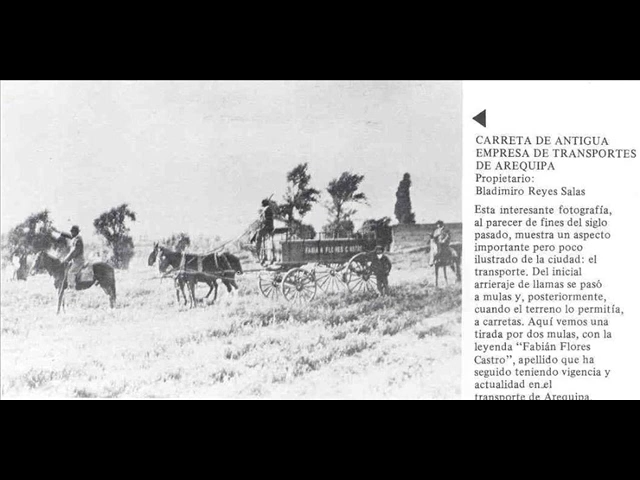 FABIAN FLORES CASTRO
CARRETA DE ANTIGUA
EMPRESA DE TRANSPORTES
DE AREQUIPA
Propietario:
Bladimiro Reyes Salas
Esta interesante fotografía,
al parecer de fines del siglo
pasado, muestra un aspecto
importante pero poco
ilustrado de la ciudad: el
transporte. Del inicial
arrieraje de llamas se pasó
a mulas y, posteriormente,
cuando el terreno lo permitía,
a carretas. Aquí vemos una
tirada por dos mulas, con la
leyenda “Fabián Flores
Castro”, apellido que ha
seguido teniendo vigencia y
actualidad en el
transporte de Arequipa.